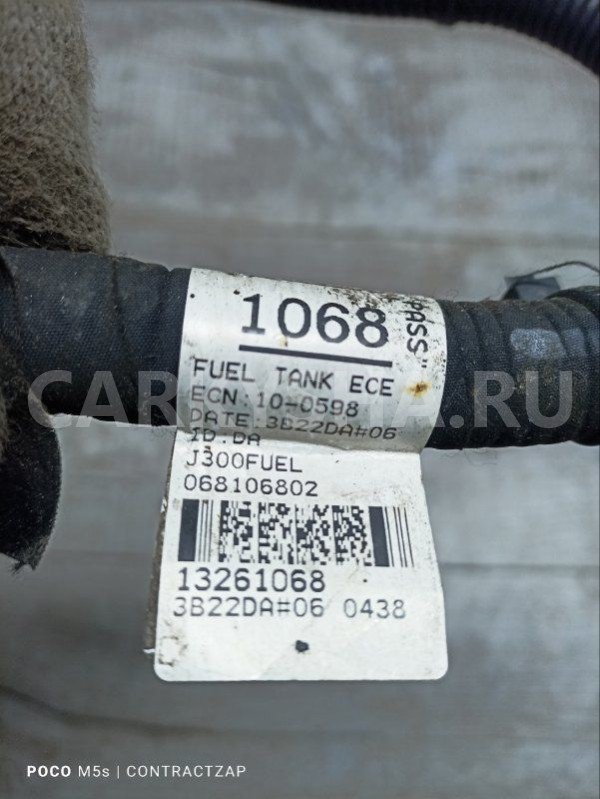 1068
"PASS"
FUEL TANK ECE
ECN:10-0598
DATE 3B22DA#06
ID.DA
J300FUEL
068106802
13261068
3B22DA#06 0438
POCO M5s | CONTRACTZAP